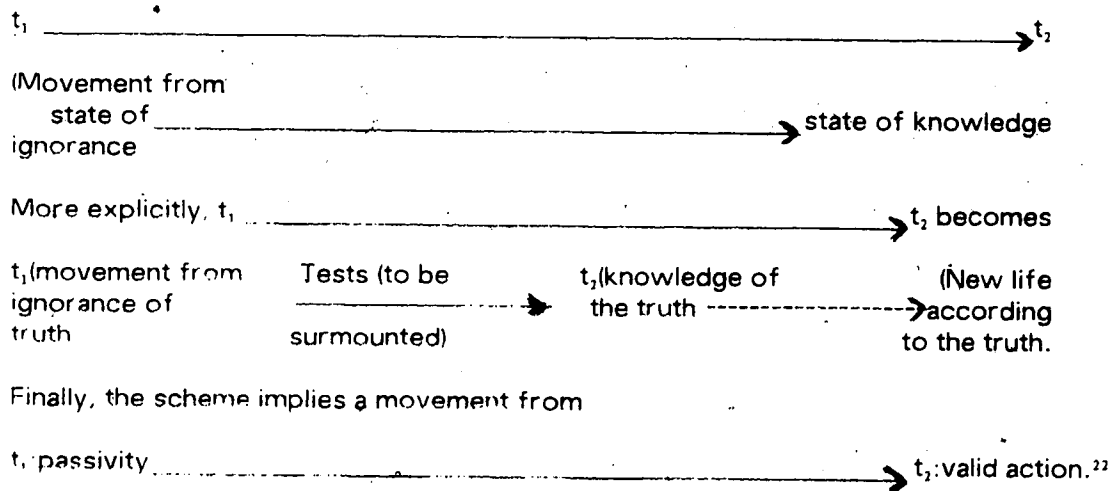 t₁ t₂
(Movement from
state of
ignorance state of knowledge
More explicitly, t₁ t₂ becomes
t₁(movement from Tests (to be t₂(knowledge of (New life
ignorance of the truth according
truth surmounted) to the truth.
Finally, the scheme implies a movement from
t₁ passivity t₂:valid action.²²